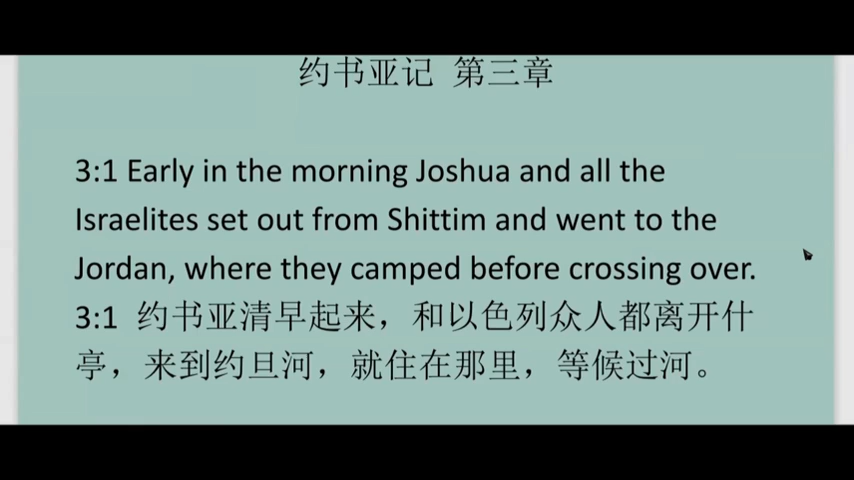 约书亚记 第三章
3:1 Early in the morning Joshua and all the
Israelites set out from Shittim and went to the
Jordan, where they camped before crossing over.
3:1 约书亚清早起来，和以色列众人都离开什
亭，来到约旦河，就住在那里，等候过河。